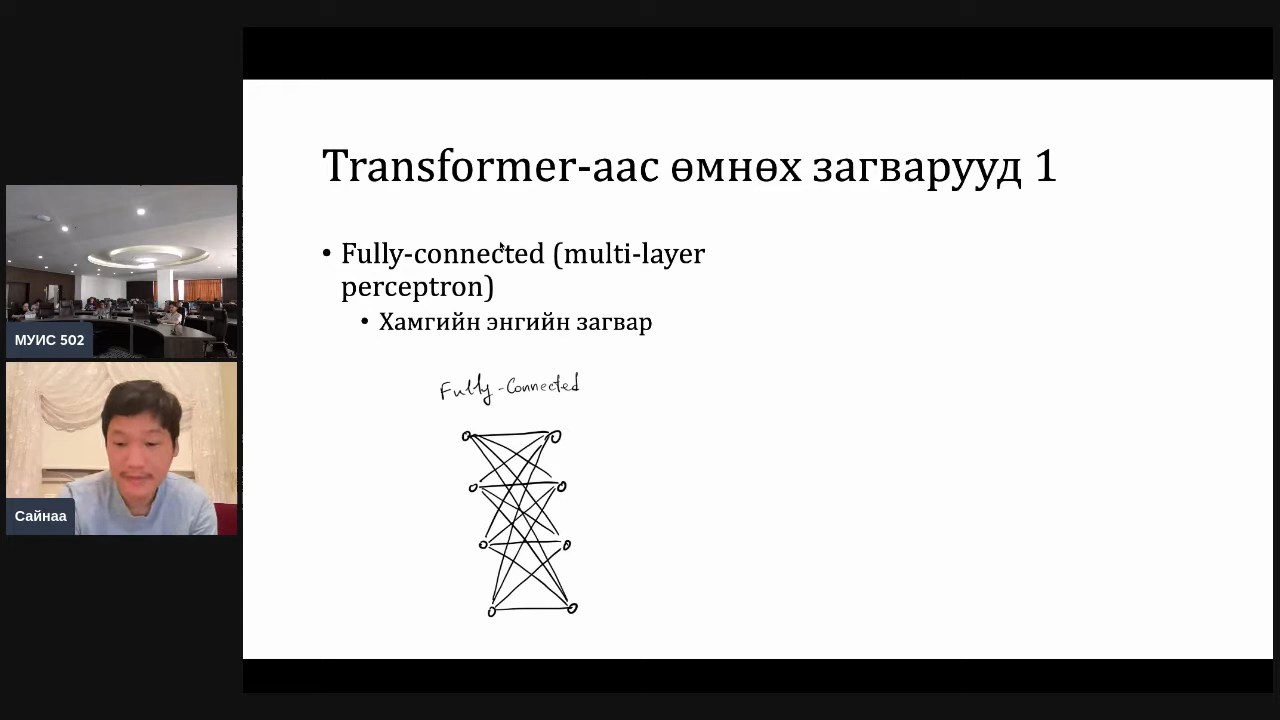 Transformer-аас өмнөх загварууд 1
• Fully-connected (multi-layer
perceptron)
• Хамгийн энгийн загвар
Fully-Connected
МУИС 502
Сайнаа